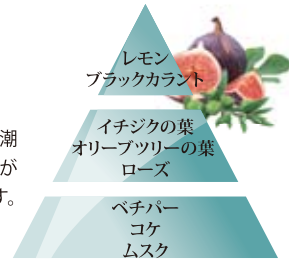 レモン
ブラックカラント
イチジクの葉
オリーブツリーの葉
ローズ
潮
が
す。
ベチパー
コケ
ムスク